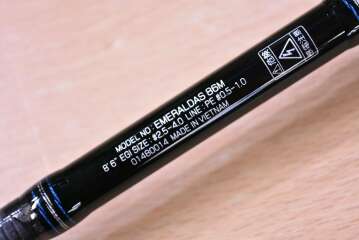 MODEL NO.: EMERALDAS 86M
8'6" EGI SIZE: #2.5-4.0 LINE: PE #0.5-1.0
01480014 MADE IN VIETNAM